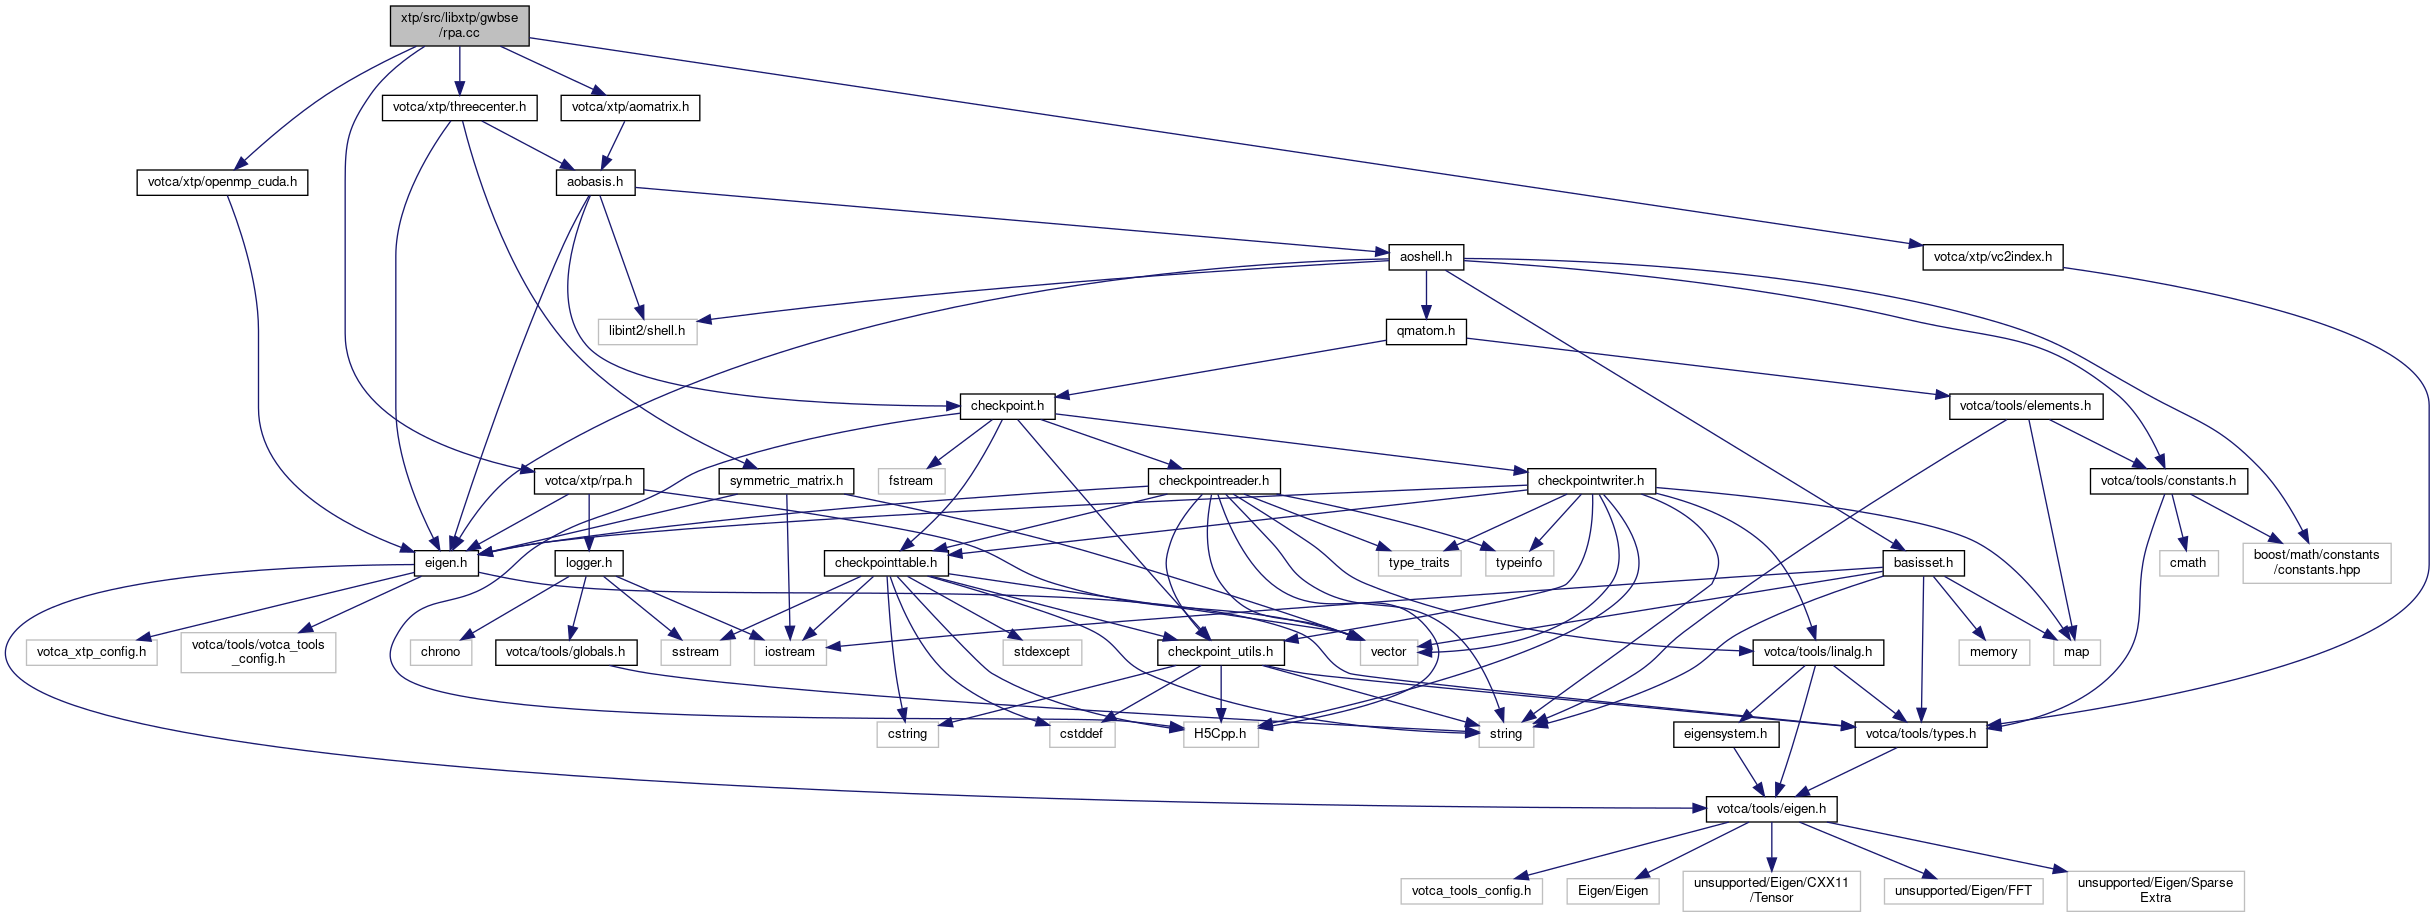 xtp/src/libxtp/gwbse
/rpa.cc
votca/xtp/threecenter.h
votca/xtp/aomatrix.h
votca/xtp/openmp_cuda.h
aobasis.h
aoshell.h
votca/xtp/vc2index.h
libint2/shell.h
qmatom.h
checkpoint.h
votca/tools/elements.h
votca/xtp/rpa.h
symmetric_matrix.h
fstream
checkpointreader.h
checkpointwriter.h
votca/tools/constants.h
eigen.h
logger.h
checkpointtable.h
type_traits
typeinfo
basisset.h
cmath
boost/math/constants
/constants.hpp
votca_xtp_config.h
votca/tools/votca_tools
_config.h
chrono
votca/tools/globals.h
sstream
iostream
stdexcept
checkpoint_utils.h
vector
votca/tools/linalg.h
memory
map
cstring
cstddef
H5Cpp.h
string
eigensystem.h
votca/tools/types.h
votca/tools/eigen.h
votca_tools_config.h
Eigen/Eigen
unsupported/Eigen/CXX11
/Tensor
unsupported/Eigen/FFT
unsupported/Eigen/Sparse
Extra